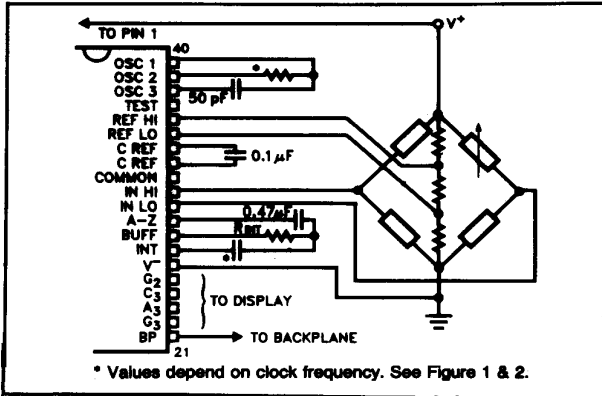 TO PIN 1
V+
40
OSC 1
OSC 2
*
OSC 3
50 pF
TEST
REF HI
REF LO
C REF
0.1μF
C REF
COMMON
IN HI
IN LO
A-Z
0.47μF
BUFF
RINT
INT
*
V-
G2
C3
TO DISPLAY
A3
G3
BP
TO BACKPLANE
21
* Values depend on clock frequency. See Figure 1 & 2.